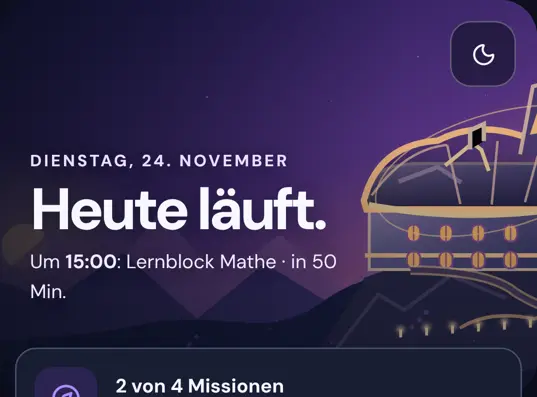 DIENSTAG, 24. NOVEMBER
Heute läuft.
Um 15:00: Lernblock Mathe · in 50
Min.
2 von 4 Missionen